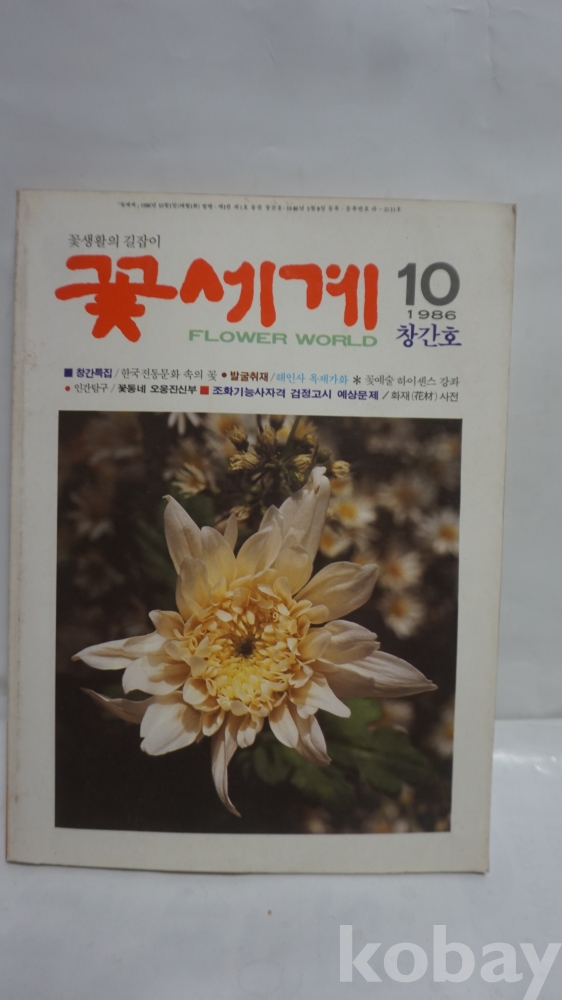 꽃생활의 길잡이
꽃세계 10
1986
FLOWER WORLD 창간호
■ 창간특집/한국전통문화 속의 꽃 ● 발굴취재/해인사 목재가화 ✻ 꽃예술 하이센스 강좌
● 인간탐구/꽃동네 오웅진신부 ■ 조화기능사자격 검정고시 예상문제/화재(花材)사전
kobay